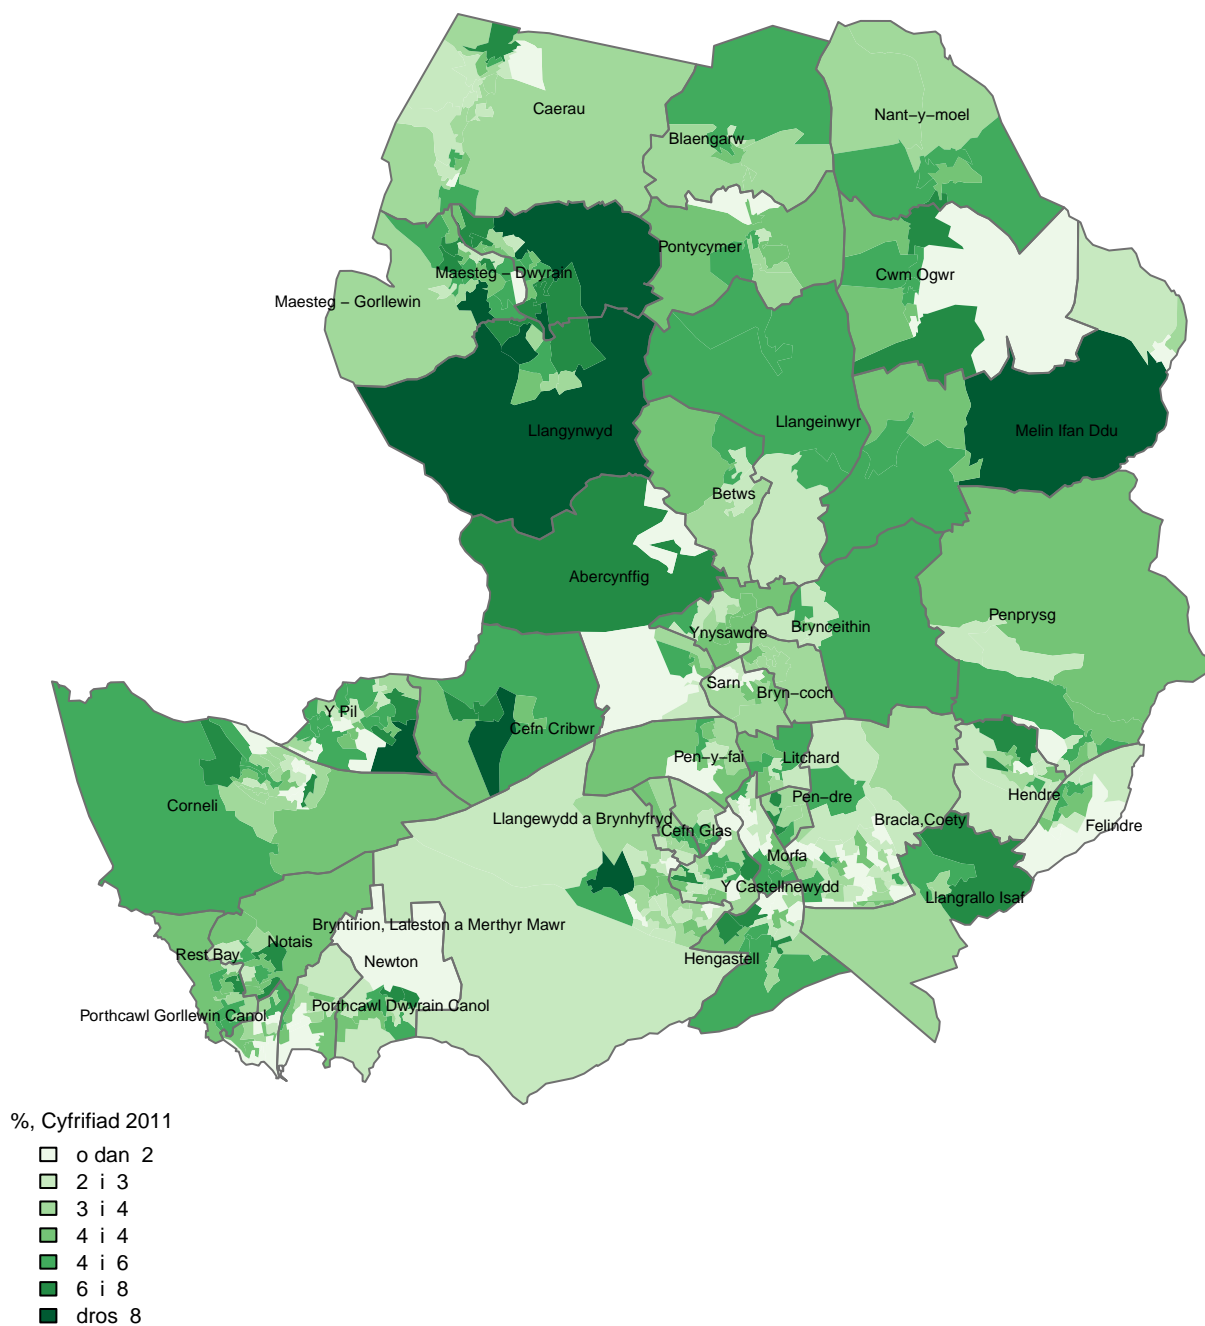 Caerau
Nant-y-moel
Blaengarw
Pontycymer
Maesteg - Dwyrain
Cwm Ogwr
Maesteg - Gorllewin
Llangeinwyr
Llangynwyd
Melin Ifan Ddu
Betws
Abercynffig
Penprysg
Brynceithin
Ynysawdre
Sarn
Bryn-coch
Y Pil
Cefn Cribwr
Pen-y-fai
Litchard
Corneli
Pen-dre
Hendre
Llangewydd a Brynhyfryd
Bracla,Coety
Felindre
Cefn Glas
Morfa
Y Castellnewydd
Llangrallo Isaf
Bryntirion, Laleston a Merthyr Mawr
Notais
Rest Bay
Newton
Hengastell
Porthcawl Dwyrain Canol
Porthcawl Gorllewin Canol
%, Cyfrifiad 2011
o dan 2
2 i 3
3 i 4
4 i 4
4 i 6
6 i 8
dros 8